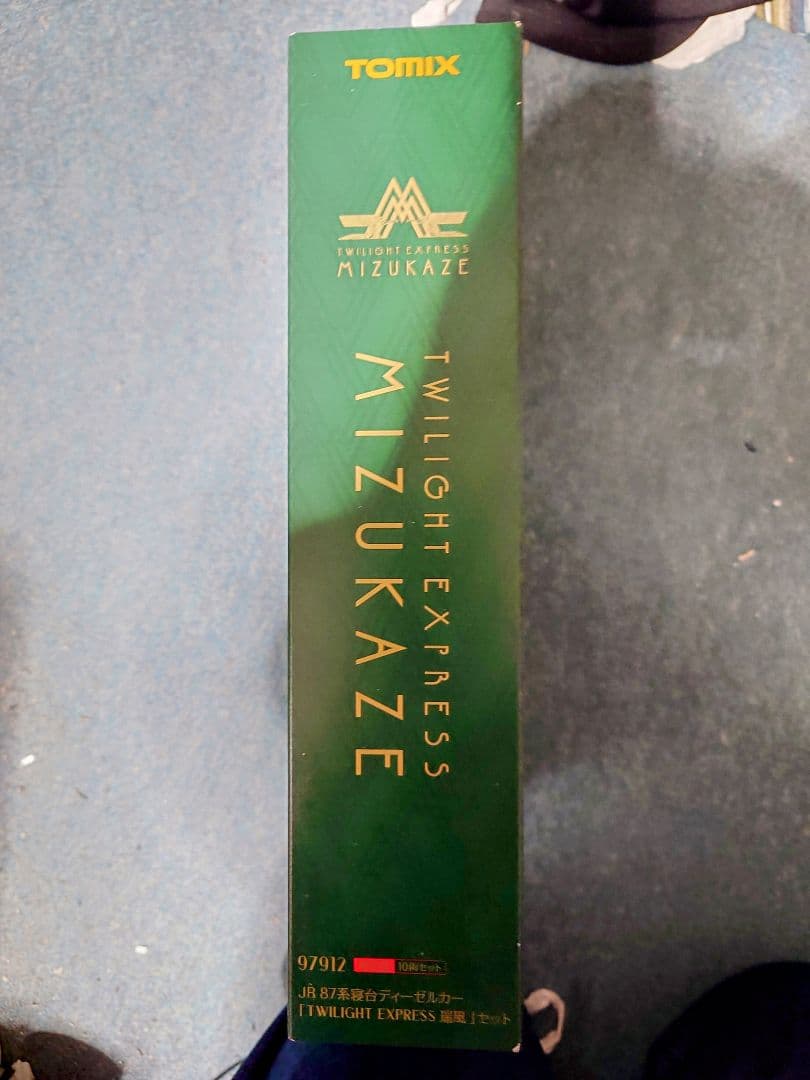 TOMIX
TWILIGHT EXPRESS
MIZUKAZE
TWILIGHT EXPRESS
MIZUKAZE
97912 10両セット
JR 87系寝台ディーゼルカー
「TWILIGHT EXPRESS 瑞風」セット